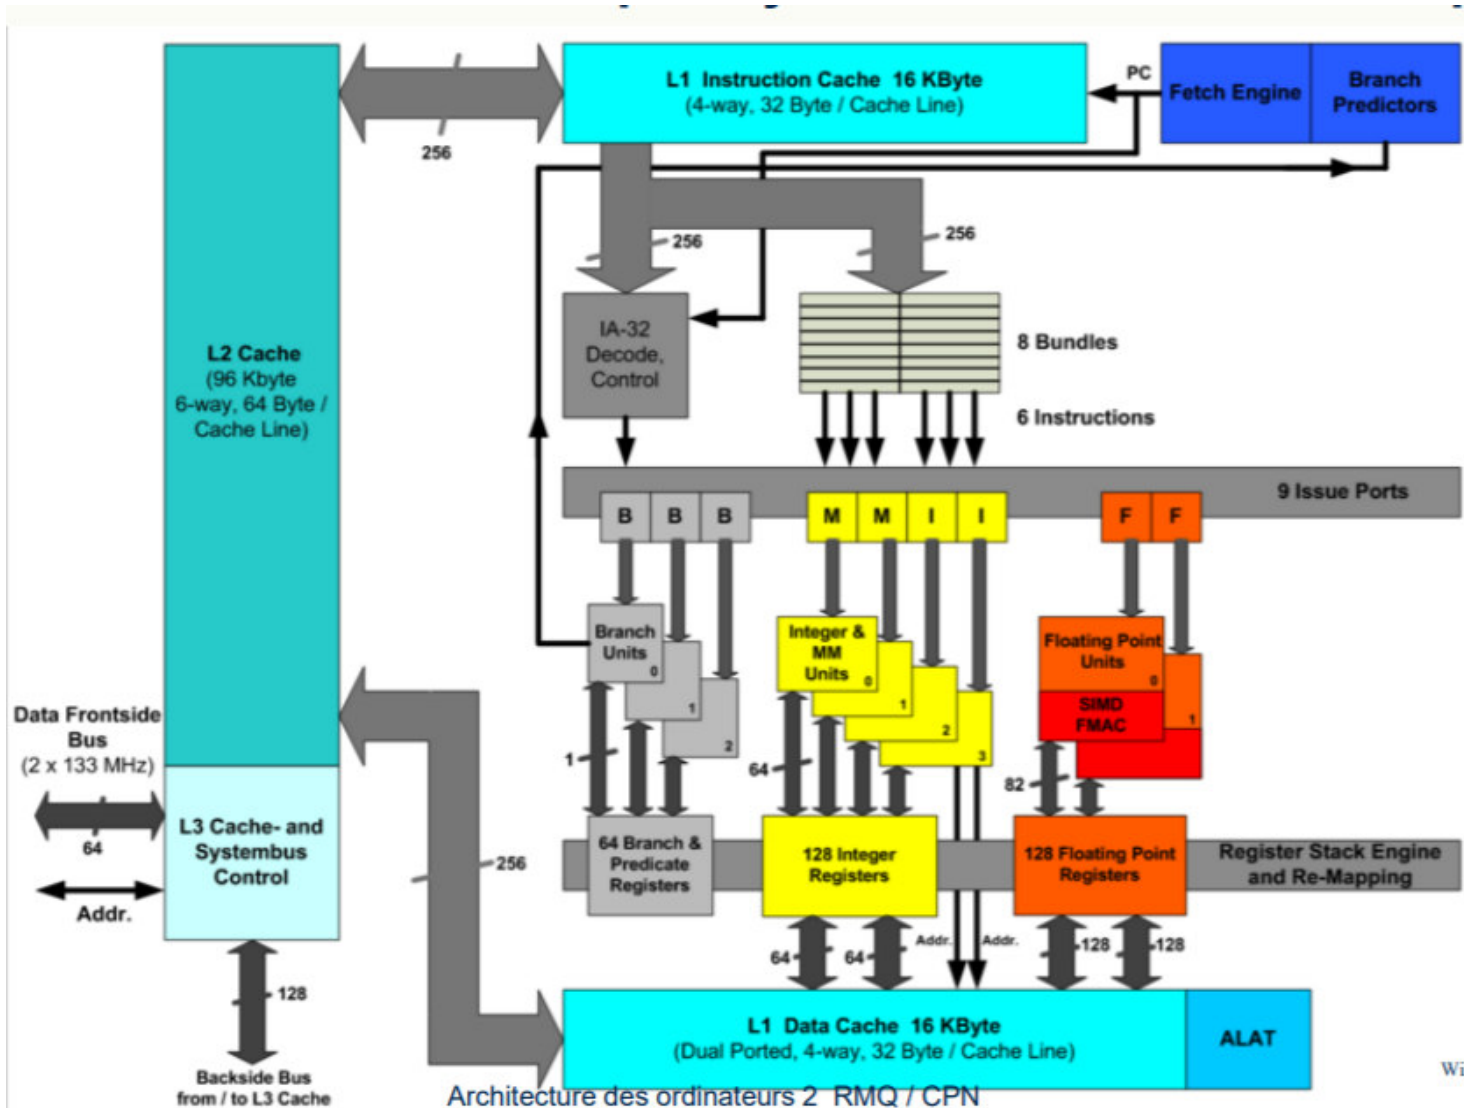 L1 Instruction Cache 16 KByte
(4-way, 32 Byte / Cache Line)
PC
Fetch Engine
Branch
Predictors
256
256
256
L2 Cache
(96 Kbyte
6-way, 64 Byte /
Cache Line)
IA-32
Decode,
Control
8 Bundles
6 Instructions
9 Issue Ports
B
B
B
M
M
I
I
F
F
Branch
Units
0
1
2
Integer &
MM
Units
0
1
2
3
Floating Point
Units
0
SIMD
FMAC
1
1
64
82
Data Frontside
Bus
(2 x 133 MHz)
64
Addr.
L3 Cache- and
Systembus
Control
256
64 Branch &
Predicate
Registers
128 Integer
Registers
128 Floating Point
Registers
Register Stack Engine
and Re-Mapping
64
64
Addr.
Addr.
128
128
128
L1 Data Cache 16 KByte
(Dual Ported, 4-way, 32 Byte / Cache Line)
ALAT
Backside Bus
from / to L3 Cache
Architecture des ordinateurs 2 RMQ / CPN